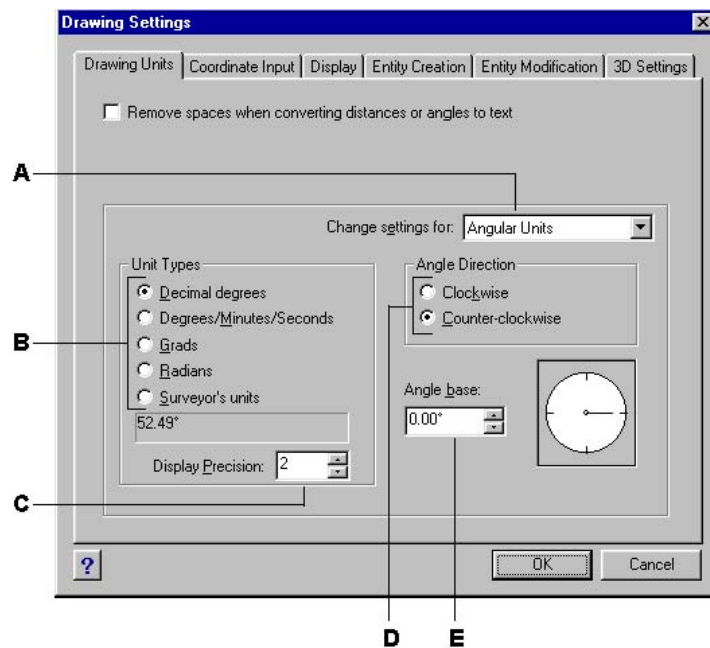 Drawing Settings
Drawing Units Coordinate Input Display Entity Creation Entity Modification 3D Settings
Remove spaces when converting distances or angles to text
A
Change settings for: Angular Units
Unit Types
Decimal degrees
Degrees/Minutes/Seconds
Grads
Radians
Surveyor's units
52.49°
Display Precision: 2
B
C
Angle Direction
Clockwise
Counter-clockwise
Angle base:
0.00°
? OK Cancel
D E